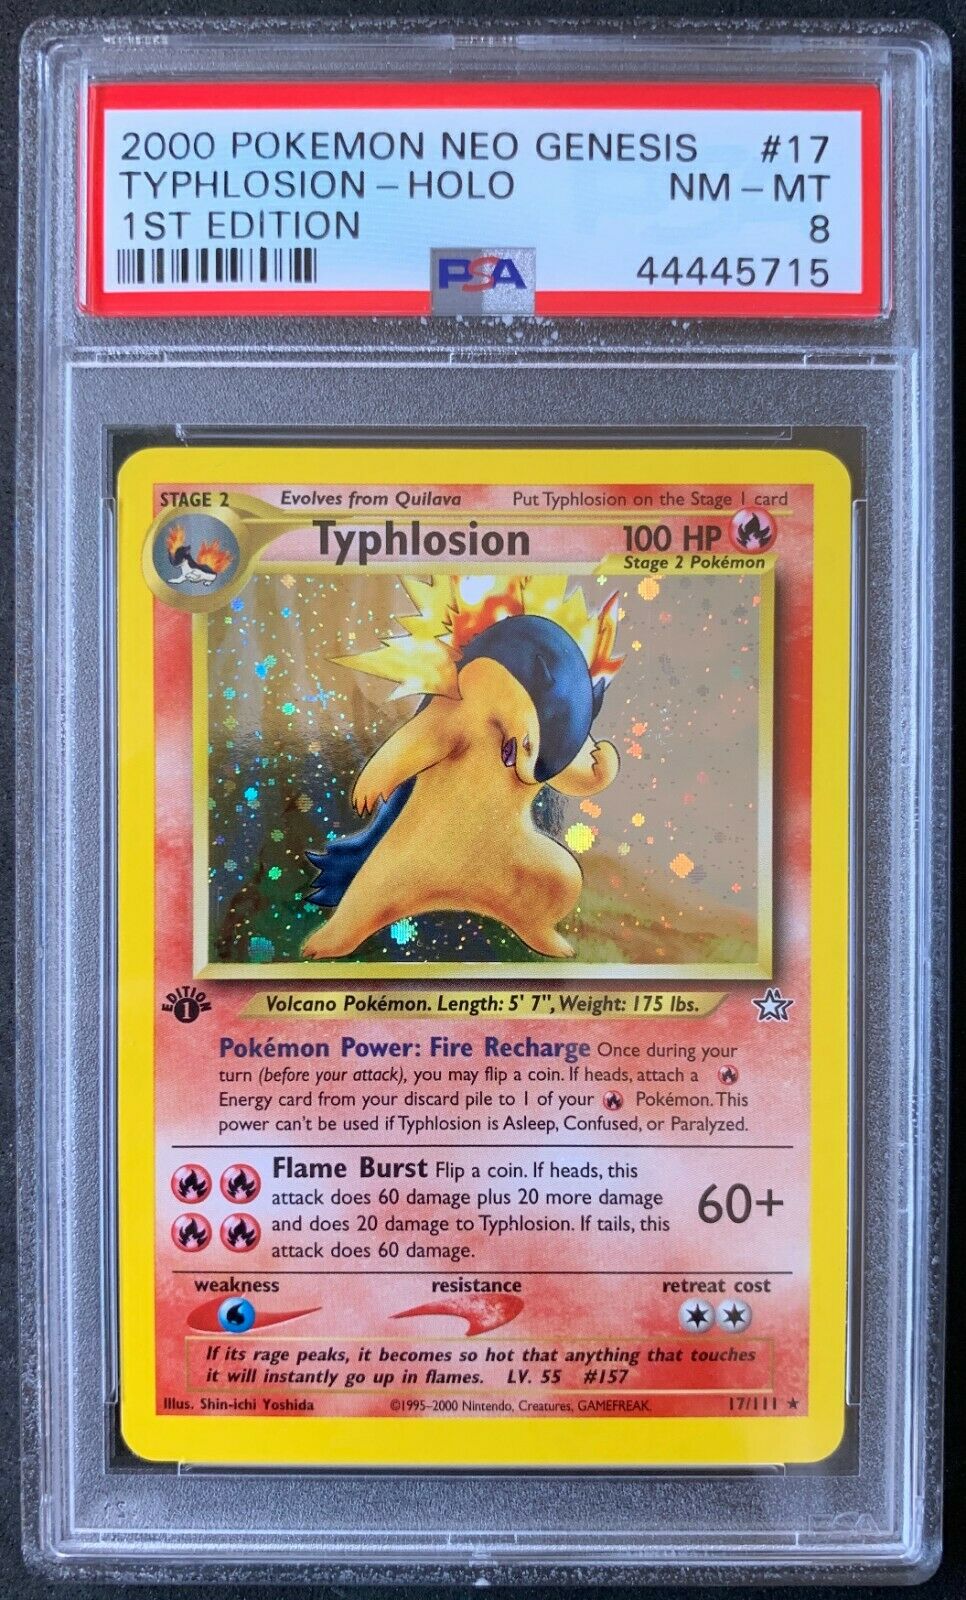 2000 POKEMON NEO GENESIS #17
TYPHLOSION - HOLO NM - MT
1ST EDITION 8
PSA 44445715
STAGE 2 Evolves from Quilava Put Typhlosion on the Stage 1 card
Typhlosion 100 HP
Stage 2 Pokémon
EDITION 1
Volcano Pokémon. Length: 5' 7", Weight: 175 lbs.
Pokémon Power: Fire Recharge Once during your
turn (before your attack), you may flip a coin. If heads, attach a
Energy card from your discard pile to 1 of your Pokémon. This
power can't be used if Typhlosion is Asleep, Confused, or Paralyzed.
Flame Burst Flip a coin. If heads, this
attack does 60 damage plus 20 more damage
and does 20 damage to Typhlosion. If tails, this
attack does 60 damage.
60+
weakness resistance retreat cost
If its rage peaks, it becomes so hot that anything that touches
it will instantly go up in flames. LV. 55 #157
Illus. Shin-ichi Yoshida ©1995-2000 Nintendo, Creatures, GAMEFREAK. 17/111 ★